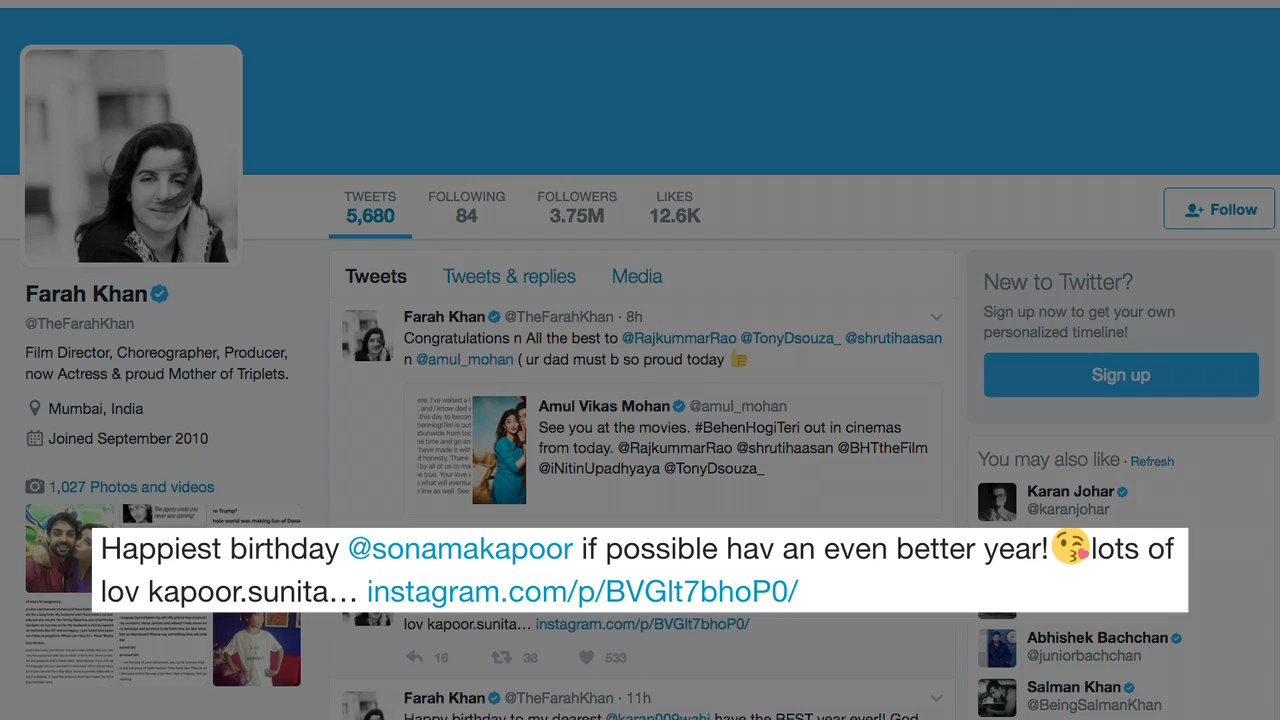 TWEETS
5,680
FOLLOWING
84
FOLLOWERS
3.75M
LIKES
12.6K
Follow
Farah Khan
@TheFarahKhan
Film Director, Choreographer, Producer,
now Actress & proud Mother of Triplets.
Mumbai, India
Joined September 2010
1,027 Photos and videos
Tweets Tweets & replies Media
Farah Khan @TheFarahKhan · 8h
Congratulations n All the best to @RajkummarRao @TonyDsouza_ @shrutihaasan
n @amul_mohan ( ur dad must b so proud today
Amul Vikas Mohan @amul_mohan
See you at the movies. #BehenHogiTeri out in cinemas
from today. @RajkummarRao @shrutihaasan @BHTtheFilm
@iNitinUpadhyaya @TonyDsouza_
Happiest birthday @sonamakapoor if possible hav an even better year!😘lots of
lov kapoor.sunita… instagram.com/p/BVGlt7bhoP0/
lov kapoor.sunita… instagram.com/p/BVGlt7bhoP0/
16 38 533
Farah Khan @TheFarahKhan · 11h
Happy birthday to my dearest @karan009wahi have the BEST year ever!! God
New to Twitter?
Sign up now to get your own
personalized timeline!
Sign up
You may also like · Refresh
Karan Johar
@karanjohar
Abhishek Bachchan
@juniorbachchan
Salman Khan
@BeingSalmanKhan